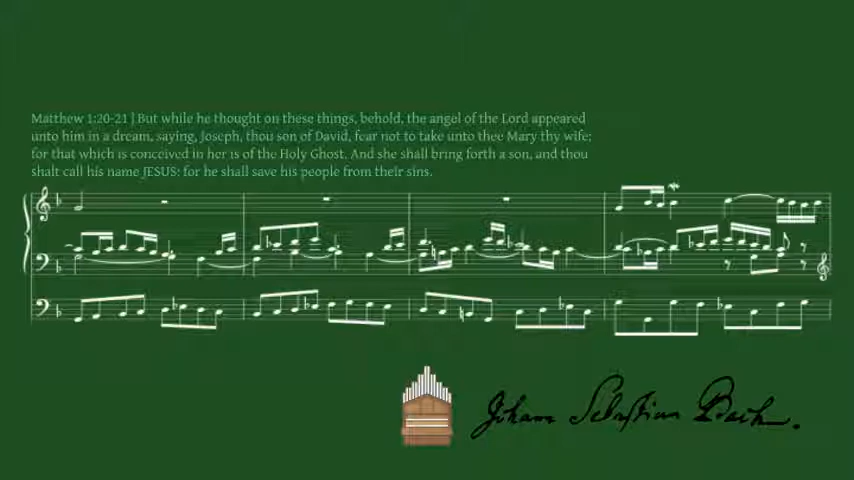 Matthew 1:20-21 | But while he thought on these things, behold, the angel of the Lord appeared
unto him in a dream, saying, Joseph, thou son of David, fear not to take unto thee Mary thy wife:
for that which is conceived in her is of the Holy Ghost. And she shall bring forth a son, and thou
shalt call his name JESUS: for he shall save his people from their sins.
Johann Sebastian Bach.